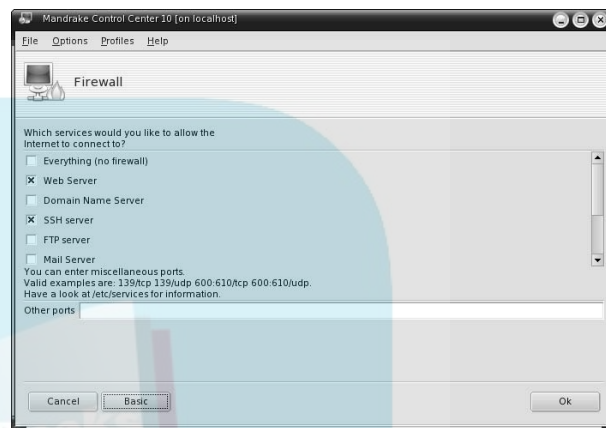 Mandrake Control Center 10 [on localhost]
File Options Profiles Help
Firewall
Which services would you like to allow the
Internet to connect to?
Everything (no firewall)
Web Server
Domain Name Server
SSH server
FTP server
Mail Server
You can enter miscellaneous ports.
Valid examples are: 139/tcp 139/udp 600:610/tcp 600:610/udp.
Have a look at /etc/services for information.
Other ports
Cancel Basic Ok